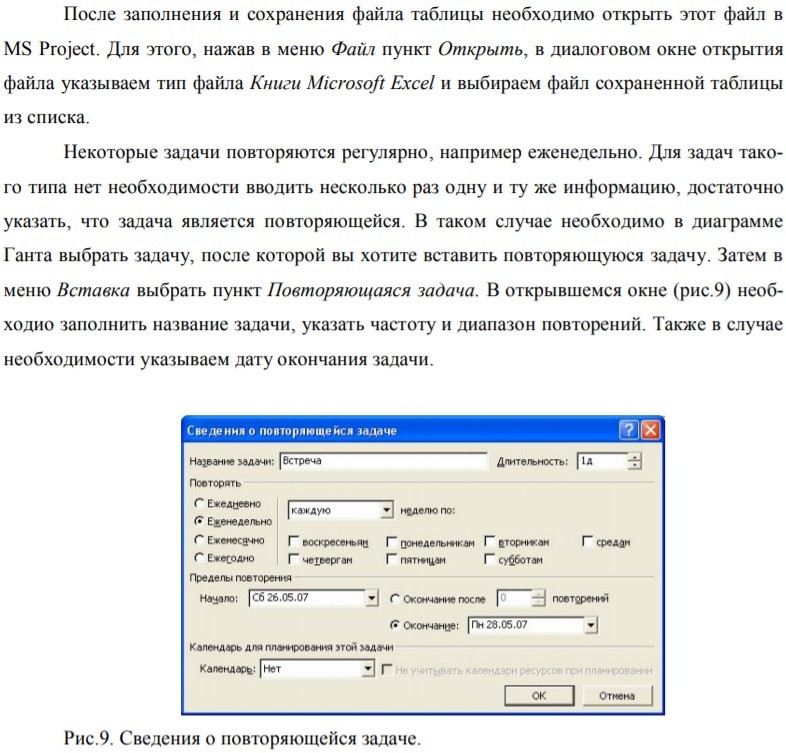 После заполнения и сохранения файла таблицы необходимо открыть этот файл в
MS Project. Для этого, нажав в меню Файл пункт Открыть, в диалоговом окне открытия
файла указываем тип файла Книги Microsoft Excel и выбираем файл сохраненной таблицы
из списка.
Некоторые задачи повторяются регулярно, например еженедельно. Для задач тако-
го типа нет необходимости вводить несколько раз одну и ту же информацию, достаточно
указать, что задача является повторяющейся. В таком случае необходимо в диаграмме
Ганта выбрать задачу, после которой вы хотите вставить повторяющуюся задачу. Затем в
меню Вставка выбрать пункт Повторяющаяся задача. В открывшемся окне (рис.9) необ-
ходио заполнить название задачи, указать частоту и диапазон повторений. Также в случае
необходимости указываем дату окончания задачи.
Сведения о повторяющейся задаче
Название задачи: Встреча Длительность: 1д
Повторять
Ежедневно
Еженедельно
Ежемесячно
Ежегодно
каждую неделю по:
воскресеньям понедельникам вторникам средам
четвергам пятницам субботам
Пределы повторения
Начало: Сб 26.05.07 Окончание после 0 повторений
Окончание: Пн 28.05.07
Календарь для планирования этой задачи
Календарь: Нет Не учитывать календари ресурсов при планировании
ОК Отмена
Рис.9. Сведения о повторяющейся задаче.